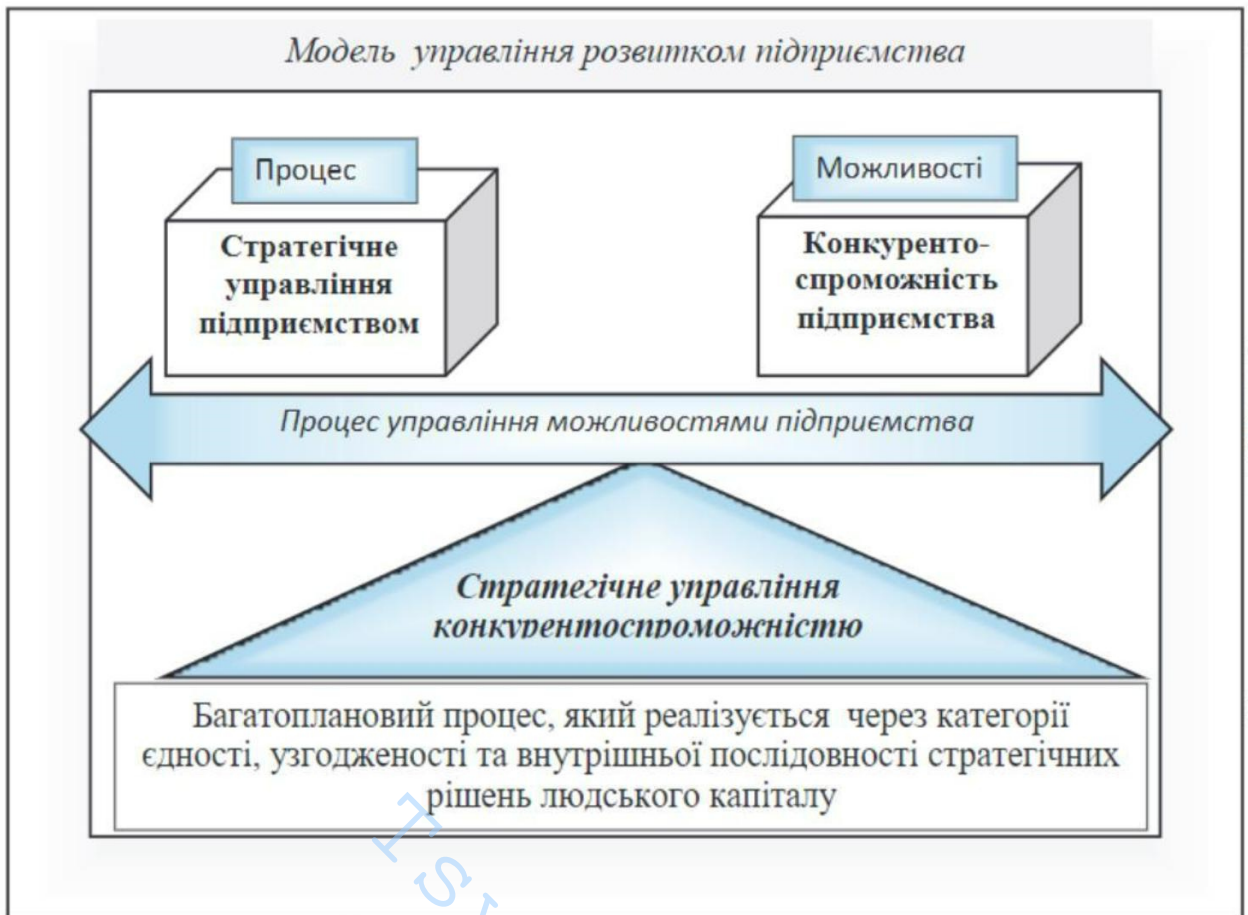 Модель управління розвитком підприємства
Процес
Можливості
Стратегічне
управління
підприємством
Конкуренто-
спроможність
підприємства
Процес управління можливостями підприємства
Стратегічне управління
конкурентоспроможністю
Багатоплановий процес, який реалізується через категорії
єдності, узгодженості та внутрішньої послідовності стратегічних
рішень людського капіталу